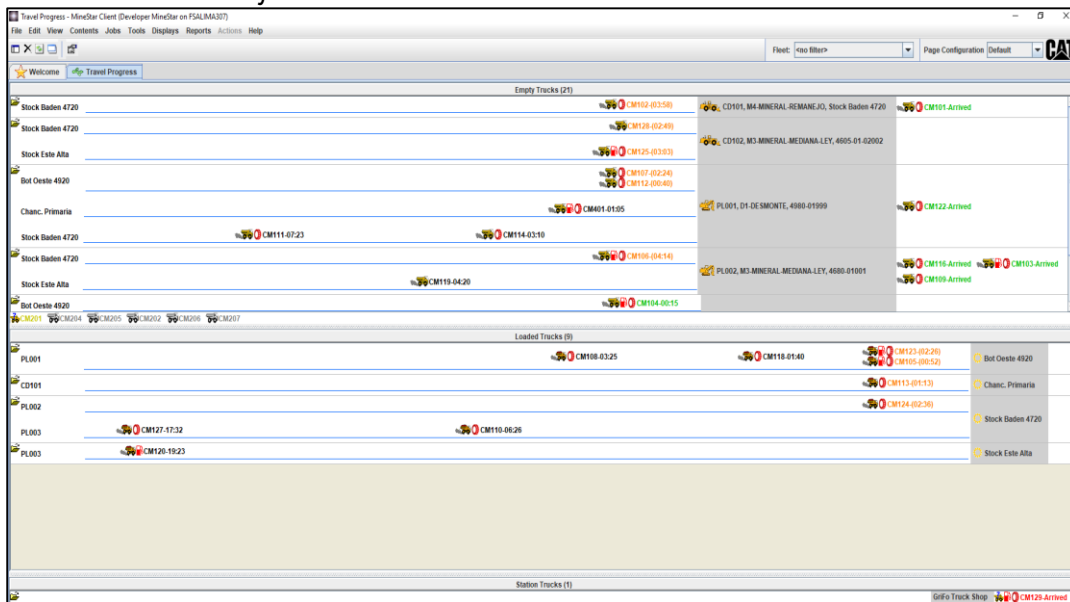 Travel Progress - MineStar Client (Developer MineStar on FSALIMA307)
File Edit View Contents Jobs Tools Displays Reports Actions Help
Fleet: <no filter> Page Configuration Default CAT
Welcome Travel Progress
Empty Trucks (21)
Stock Baden 4720 CM102-(03:58) CD101, M4-MINERAL-REMANEJO, Stock Baden 4720 CM101-Arrived
Stock Baden 4720 CM128-(02:49)
CD102, M3-MINERAL-MEDIANA-LEY, 4605-01-02002
Stock Este Alta CM125-(03:03)
Bot Oeste 4920 CM107-(02:24)
CM112-(00:40)
Chanc. Primaria CM401-01:05 PL001, D1-DESMONTE, 4980-01999 CM122-Arrived
Stock Baden 4720 CM111-07:23 CM114-03:10
Stock Baden 4720 CM106-(04:14)
PL002, M3-MINERAL-MEDIANA-LEY, 4680-01001 CM116-Arrived CM103-Arrived
Stock Este Alta CM119-04:20 CM109-Arrived
Bot Oeste 4920 CM104-00:15
CM201 CM204 CM205 CM202 CM206 CM207
Loaded Trucks (9)
PL001 CM108-03:25 CM118-01:40 CM123-(02:26) Bot Oeste 4920
CM105-(00:52)
CD101 CM113-(01:13) Chanc. Primaria
PL002 CM124-(02:36)
Stock Baden 4720
PL003 CM127-17:32 CM110-06:26
PL003 CM120-19:23 Stock Este Alta
Station Trucks (1)
GriFo Truck Shop CM129-Arrived